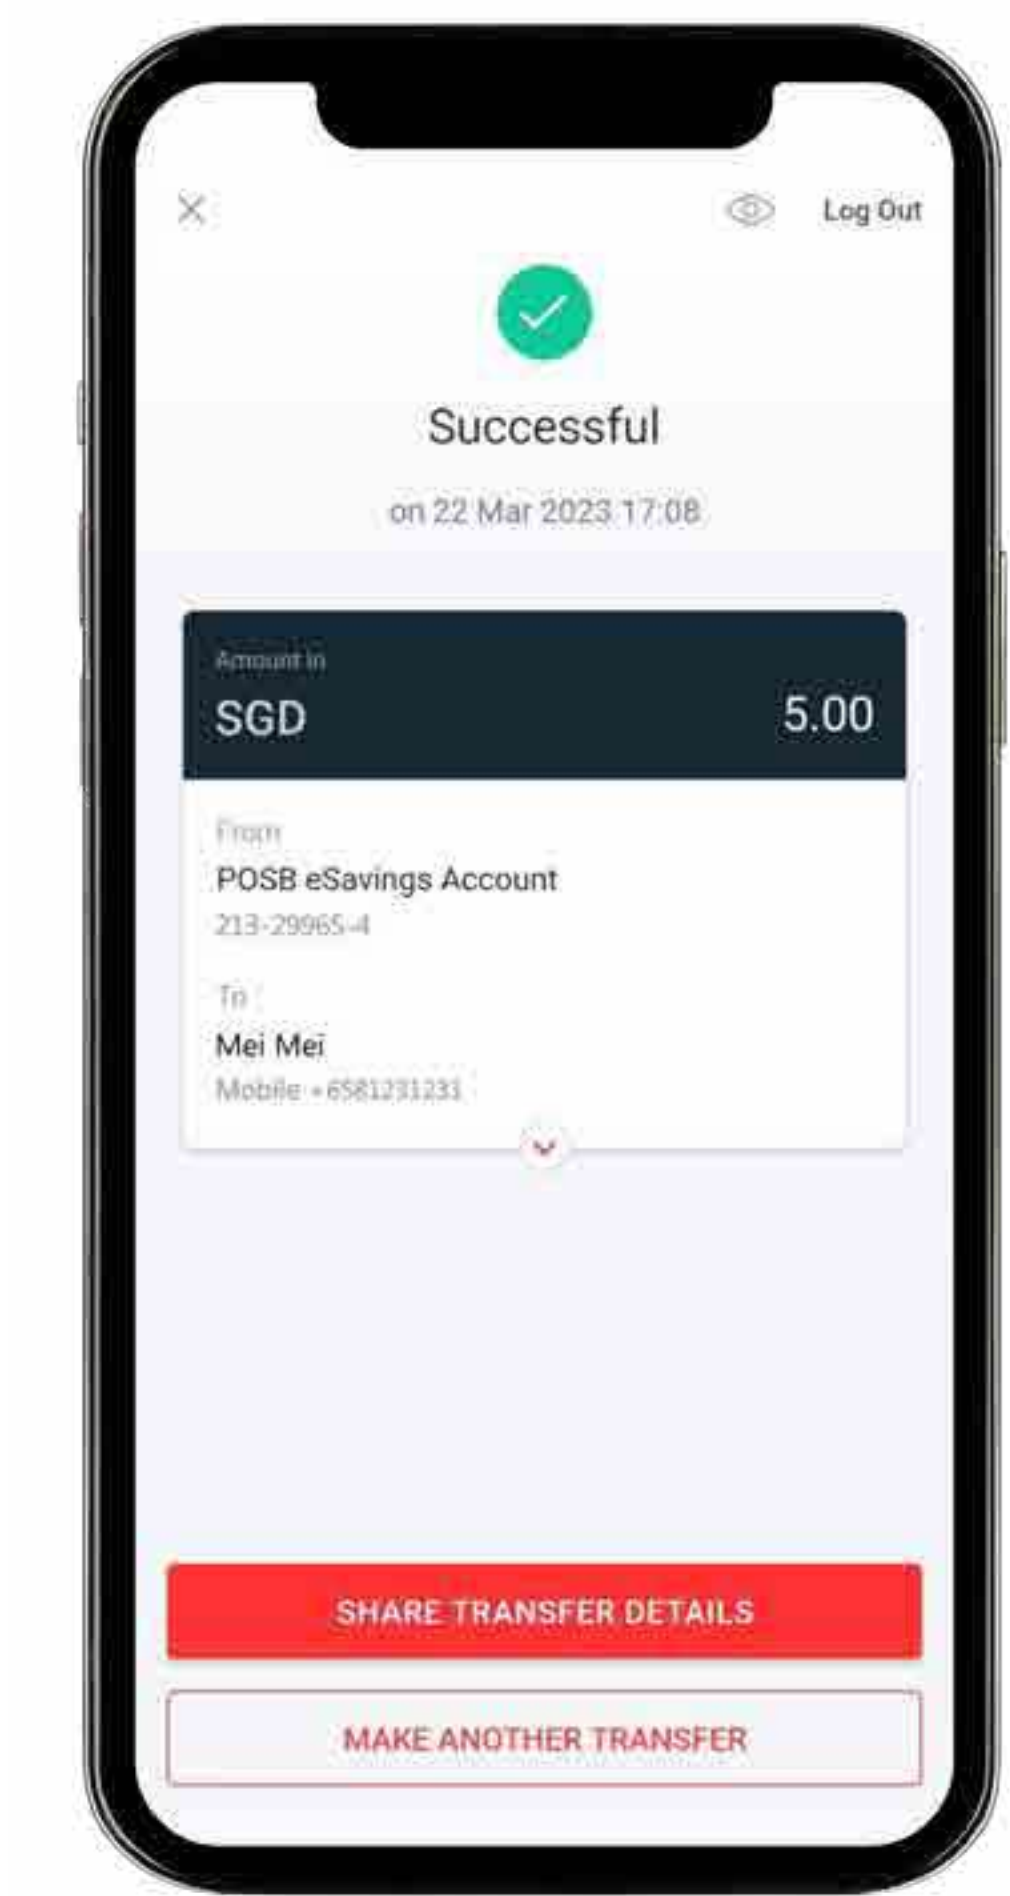 Log Out
Successful
on 22 Mar 2023 17:08
Amount in
SGD 5.00
From
POSB eSavings Account
213-29965-4
To
Mei Mei
Mobile +6581231231
SHARE TRANSFER DETAILS
MAKE ANOTHER TRANSFER